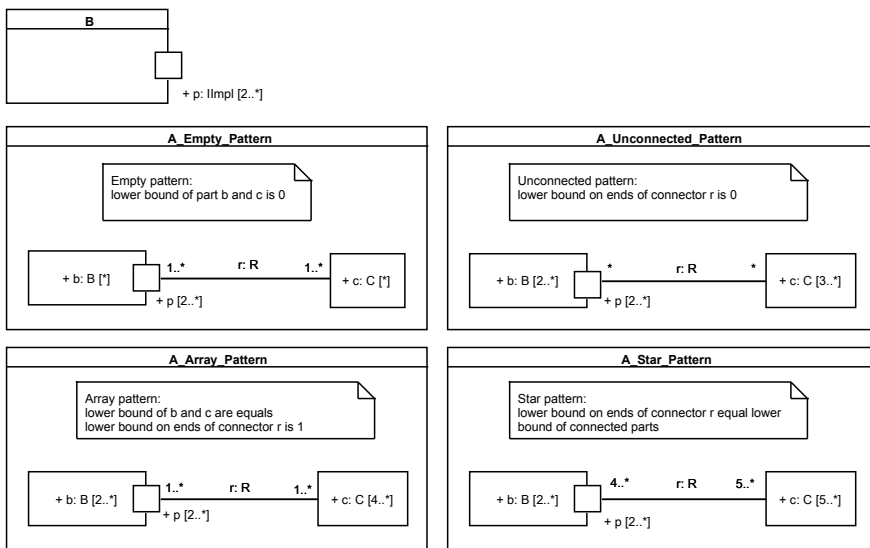 B
+ p: IImpl [2..*]
A_Empty_Pattern
Empty pattern:
lower bound of part b and c is 0
+ b: B [*]
1..*
r: R
1..*
+ c: C [*]
+ p [2..*]
A_Unconnected_Pattern
Unconnected pattern:
lower bound on ends of connector r is 0
+ b: B [2..*]
*
r: R
*
+ c: C [3..*]
+ p [2..*]
A_Array_Pattern
Array pattern:
lower bound of b and c are equals
lower bound on ends of connector r is 1
+ b: B [2..*]
1..*
r: R
1..*
+ c: C [4..*]
+ p [2..*]
A_Star_Pattern
Star pattern:
lower bound on ends of connector r equal lower
bound of connected parts
+ b: B [2..*]
4..*
r: R
5..*
+ c: C [5..*]
+ p [2..*]